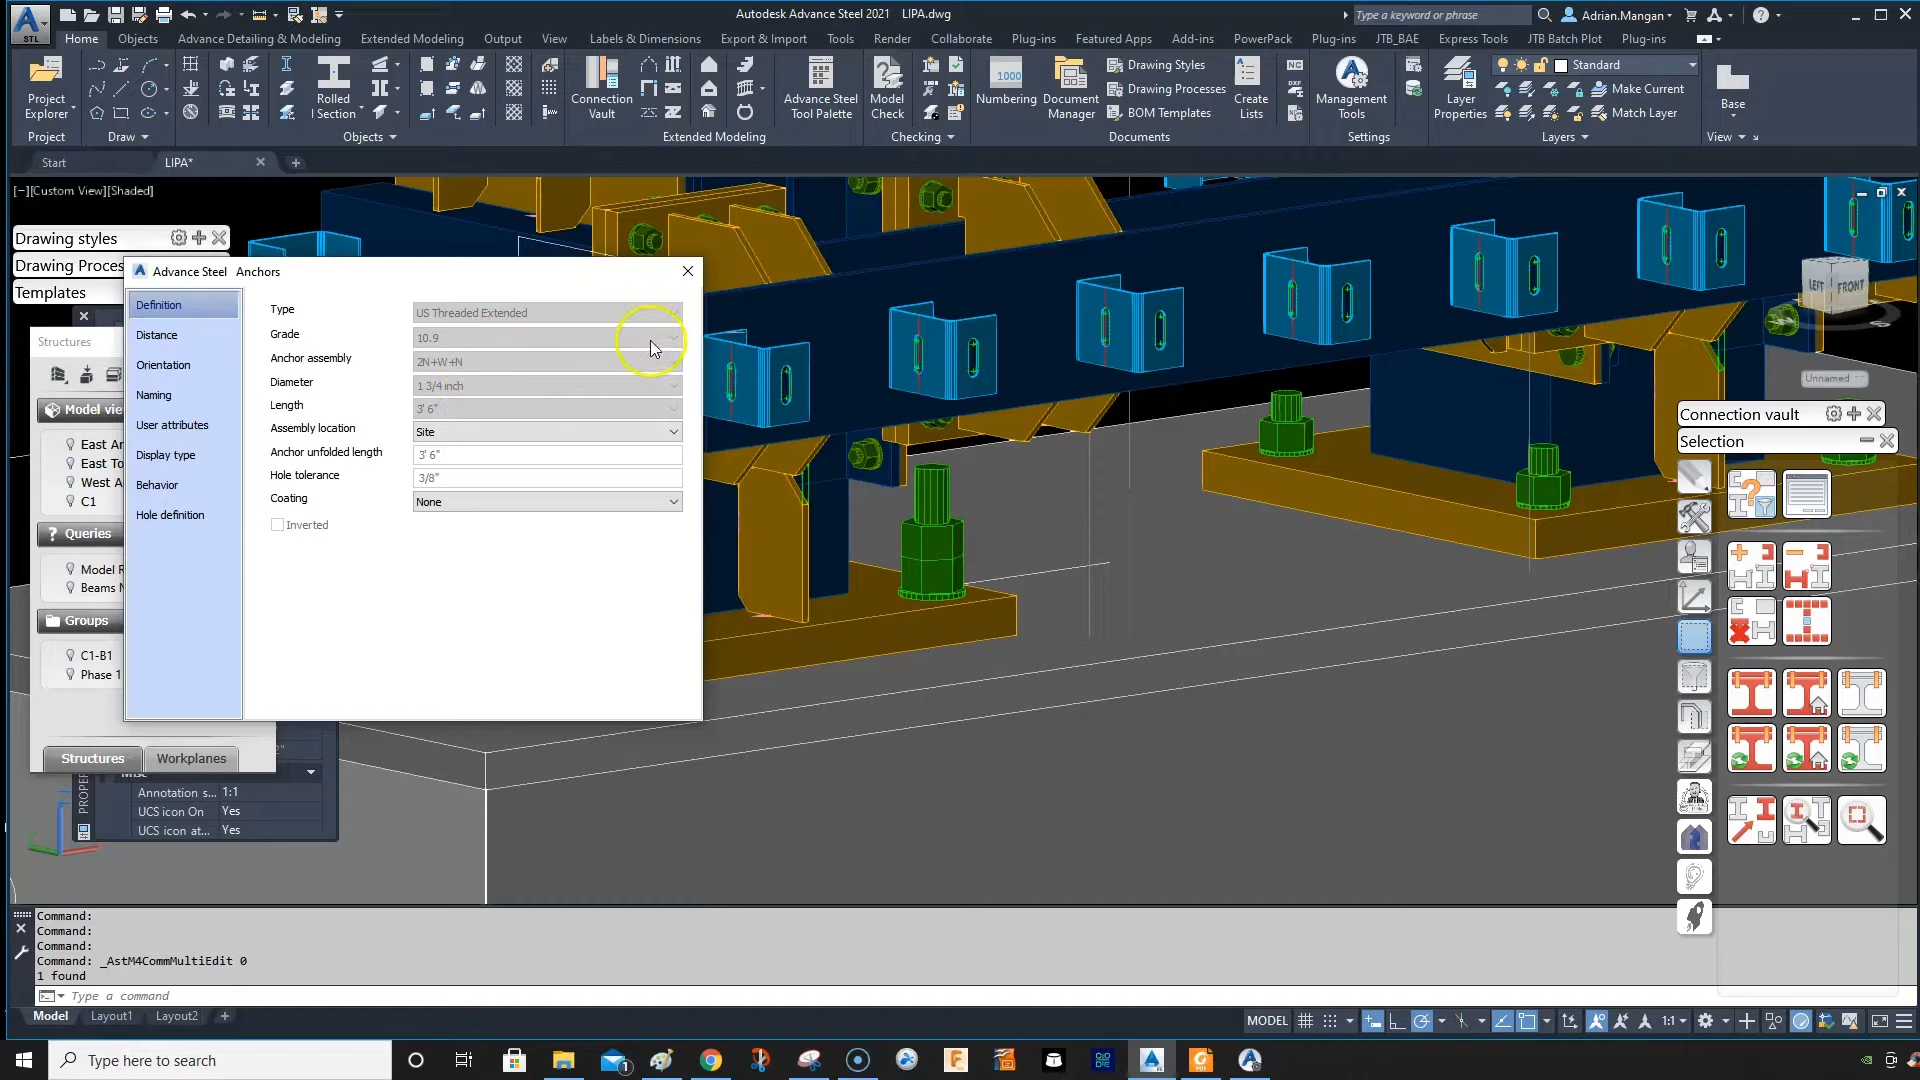 Autodesk Advance Steel 2021 LIPA.dwg
Type a keyword or phrase
Adrian.Mangan
STL
Home Objects Advance Detailing & Modeling Extended Modeling Output View Labels & Dimensions Export & Import Tools Render Collaborate Plug-ins Featured Apps Add-ins PowerPack Plug-ins JTB_BAE Express Tools JTB Batch Plot Plug-ins
Project Explorer
Rolled I Section
Connection Vault
Advance Steel Tool Palette
Model Check
1000
Numbering
Document Manager
Drawing Styles
Drawing Processes
BOM Templates
Create Lists
NC
DXF
Management Tools
Layer Properties
Standard
Make Current
Match Layer
Base
Project Draw Objects Extended Modeling Checking Documents Settings Layers View
Start LIPA*
[−][Custom View][Shaded]
Drawing styles
Drawing Proces
Templates
Structures
Model vie
East An
East To
West A
C1
Queries
Model R
Beams N
Groups
C1-B1
Phase 1
Structures Workplanes
Advance Steel Anchors
Definition
Distance
Orientation
Naming
User attributes
Display type
Behavior
Hole definition
Type US Threaded Extended
Grade 10.9
Anchor assembly 2N+W+N
Diameter 1 3/4 inch
Length 3' 6"
Assembly location Site
Anchor unfolded length 3' 6"
Hole tolerance 3/8"
Coating None
Inverted
LEFT FRONT
Unnamed
Connection vault
Selection
Misc
Annotation s... 1:1
UCS icon On Yes
UCS icon at... Yes
PROPE
Command:
Command:
Command:
Command: _AstM4CommMultiEdit 0
1 found
Type a command
Model Layout1 Layout2
MODEL
1:1
Type here to search